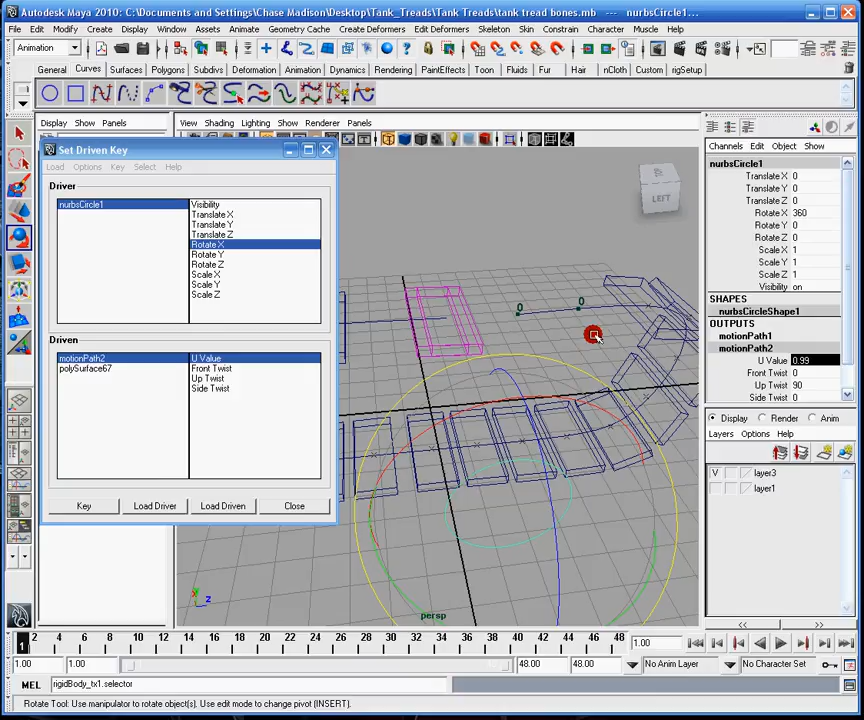 Autodesk Maya 2010: C:\Documents and Settings\Chase Madison\Desktop\Tank_Treads\Tank Treads\tank tread bones.mb --- nurbsCircle1...
File Edit Modify Create Display Window Assets Animate Geometry Cache Create Deformers Edit Deformers Skeleton Skin Constrain Character Muscle Help
Animation
General Curves Surfaces Polygons Subdivs Deformation Animation Dynamics Rendering PaintEffects Toon Fluids Fur Hair nCloth Custom rigSetup
Display Show Panels
View Shading Lighting Show Renderer Panels
Channels Edit Object Show
Set Driven Key
Load Options Key Select Help
Driver
nurbsCircle1
Visibility
Translate X
Translate Y
Translate Z
Rotate X
Rotate Y
Rotate Z
Scale X
Scale Y
Scale Z
Driven
motionPath2
polySurface67
U Value
Front Twist
Up Twist
Side Twist
Key Load Driver Load Driven Close
LEFT
0 0
persp
y
z
nurbsCircle1
Translate X 0
Translate Y 0
Translate Z 0
Rotate X 360
Rotate Y 0
Rotate Z 0
Scale X 1
Scale Y 1
Scale Z 1
Visibility on
SHAPES
nurbsCircleShape1
OUTPUTS
motionPath1
motionPath2
U Value 0.99
Front Twist 0
Up Twist 90
Side Twist 0
Display Render Anim
Layers Options Help
V layer3
layer1
1 2 4 6 8 10 12 14 16 18 20 22 24 26 28 30 32 34 36 38 40 42 44 46 48 1.00
1.00 1.00 48.00 48.00 No Anim Layer No Character Set
MEL rigidBody_tx1.selector
Rotate Tool: Use manipulator to rotate object(s). Use edit mode to change pivot (INSERT).